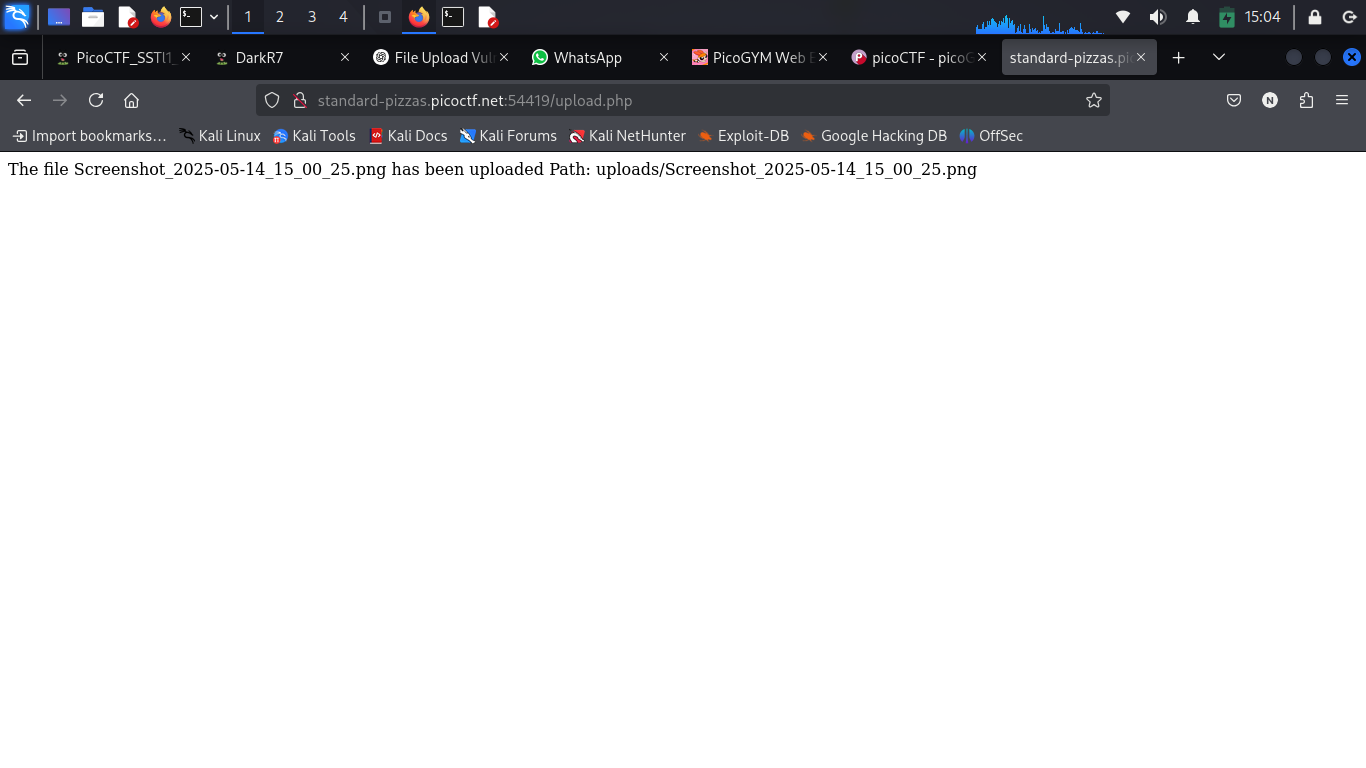 1 2 3 4 15:04
PicoCTF_SSTI1_ DarkR7 File Upload Vul WhatsApp PicoGYM Web E picoCTF - picoG standard-pizzas.pic
standard-pizzas.picoctf.net:54419/upload.php N
Import bookmarks... Kali Linux Kali Tools Kali Docs Kali Forums Kali NetHunter Exploit-DB Google Hacking DB OffSec
The file Screenshot_2025-05-14_15_00_25.png has been uploaded Path: uploads/Screenshot_2025-05-14_15_00_25.png